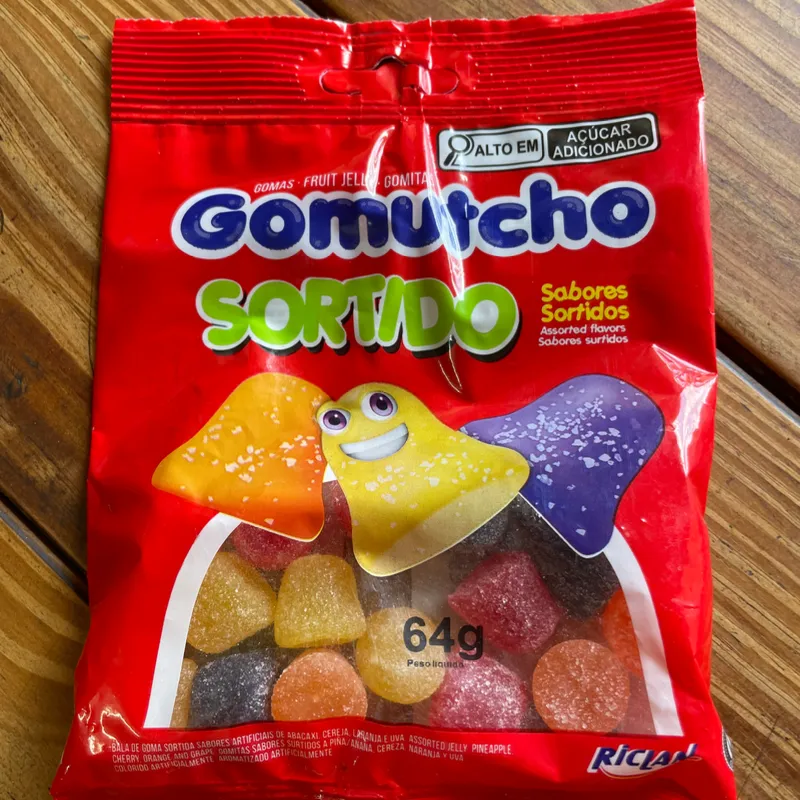 ALTO EM
AÇÚCAR
ADICIONADO
GOMAS · FRUIT JELLY · GOMITAS
Gomutcho
SORTIDO
Sabores
Sortidos
Assorted flavors
Sabores surtidos
64g
Peso líquido
BALA DE GOMA SORTIDA SABORES ARTIFICIAIS DE ABACAXI, CEREJA, LARANJA E UVA. ASSORTED JELLY, PINEAPPLE,
CHERRY, ORANGE AND GRAPE. GOMITAS SABORES SURTIDOS A PIÑA/ANANÁ, CEREZA, NARANJA Y UVA
COLORIDO ARTIFICIALMENTE. AROMATIZADO ARTIFICIALMENTE
RICLAN